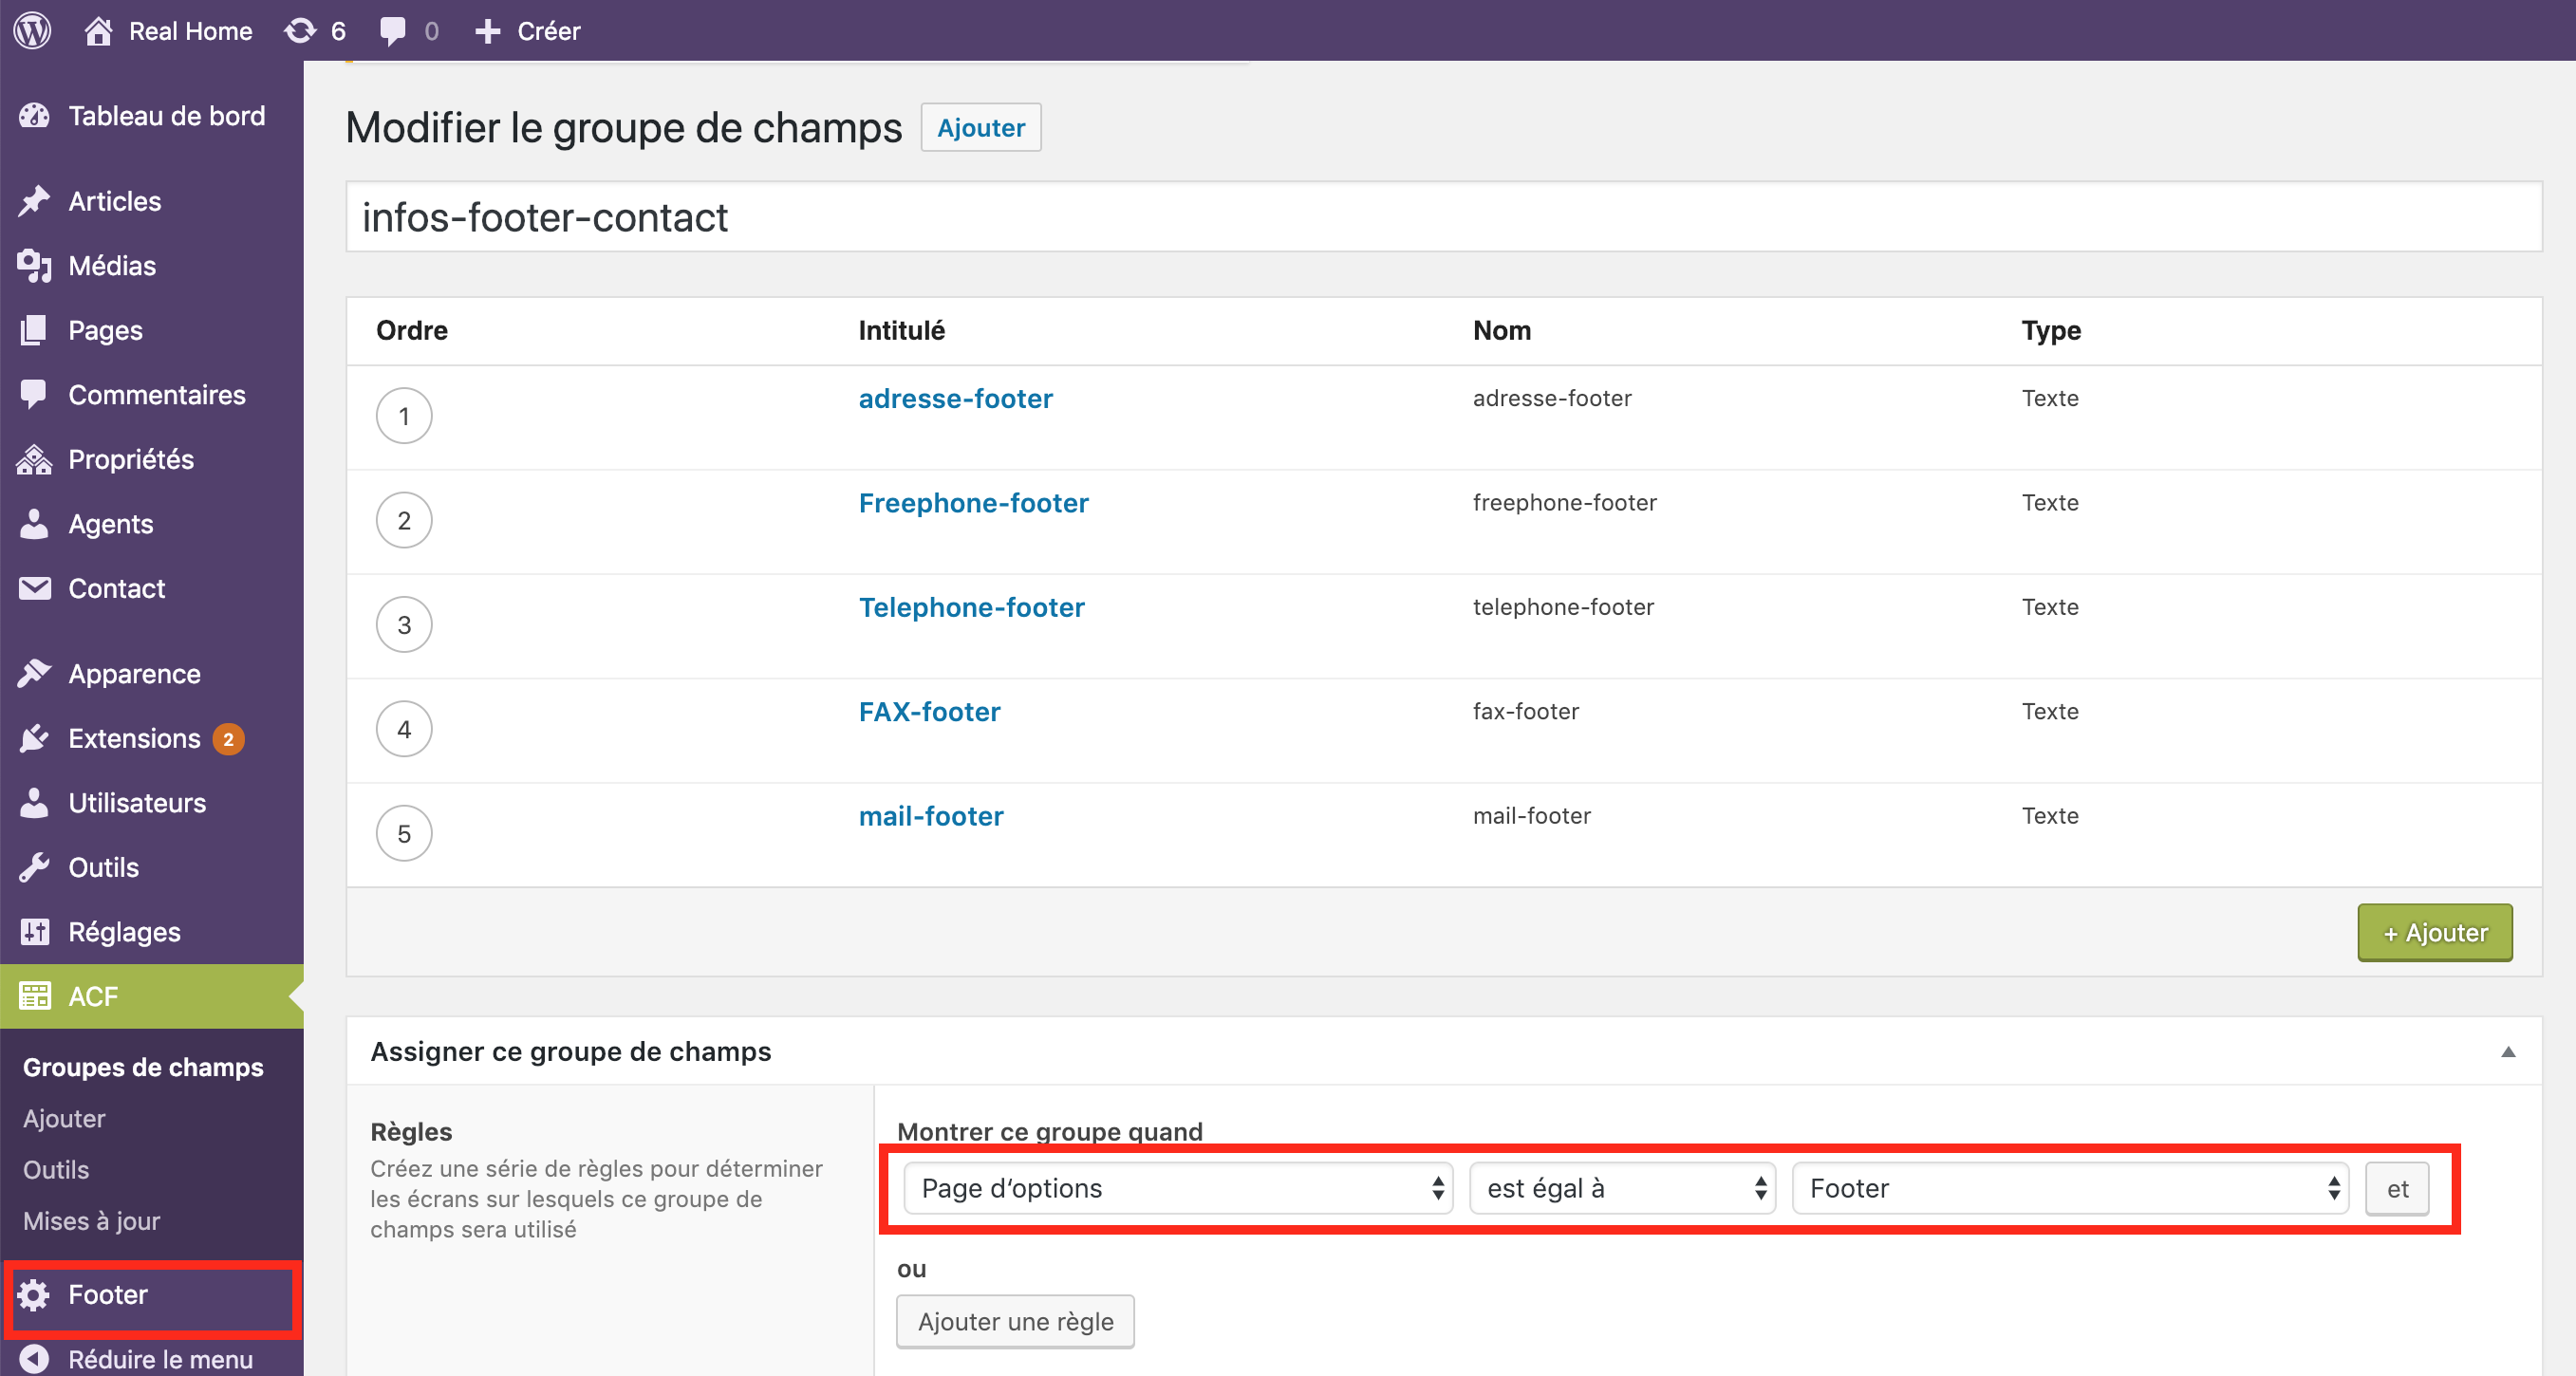 Real Home 6 0 Créer
Tableau de bord
Articles
Médias
Pages
Commentaires
Propriétés
Agents
Contact
Apparence
Extensions 2
Utilisateurs
Outils
Réglages
ACF
Groupes de champs
Ajouter
Outils
Mises à jour
Footer
Réduire le menu
Modifier le groupe de champs Ajouter
infos-footer-contact
Ordre Intitulé Nom Type
1 adresse-footer adresse-footer Texte
2 Freephone-footer freephone-footer Texte
3 Telephone-footer telephone-footer Texte
4 FAX-footer fax-footer Texte
5 mail-footer mail-footer Texte
+ Ajouter
Assigner ce groupe de champs
Règles
Créez une série de règles pour déterminer
les écrans sur lesquels ce groupe de
champs sera utilisé
Montrer ce groupe quand
Page d‘options est égal à Footer et
ou
Ajouter une règle